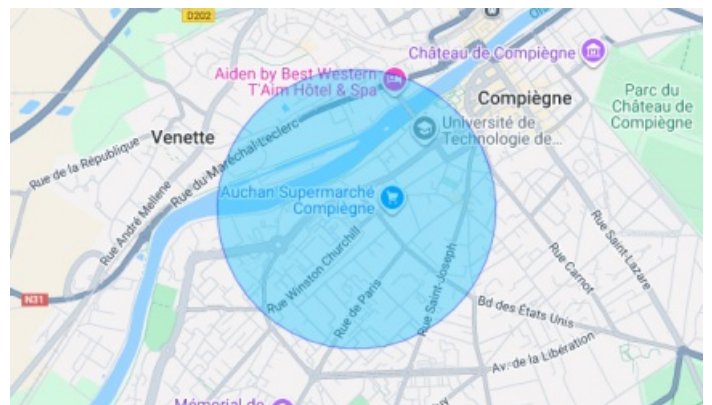 D202
Château de Compiègne
Aiden by Best Western
T'Aim Hôtel & Spa
Compiègne
Parc du
Château de
Compiègne
Université de
Technologie de...
Venette
Rue de la République
Rue du Maréchal Leclerc
Auchan Supermarché
Compiègne
Rue André Mellenne
Rue Saint-Lazare
Rue Winston Churchill
Rue Saint-Joseph
Rue Carnot
N31
Rue de Paris
Bd des États Unis
Av. de la Libération
Mémorial de